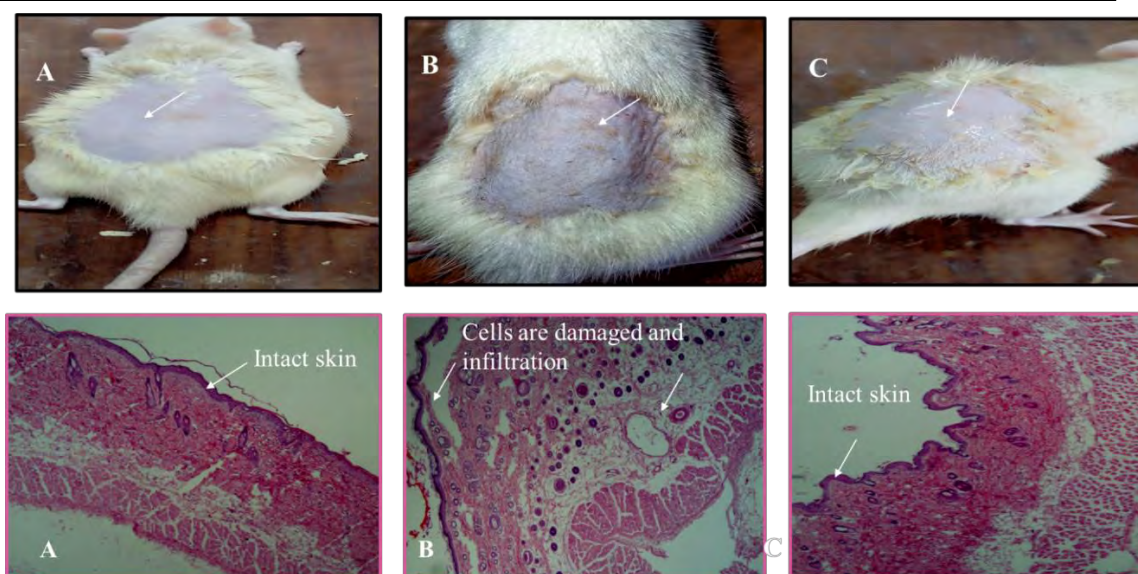 A
B
C
Intact skin
Cells are damaged and
infiltration
Intact skin
A
B
C